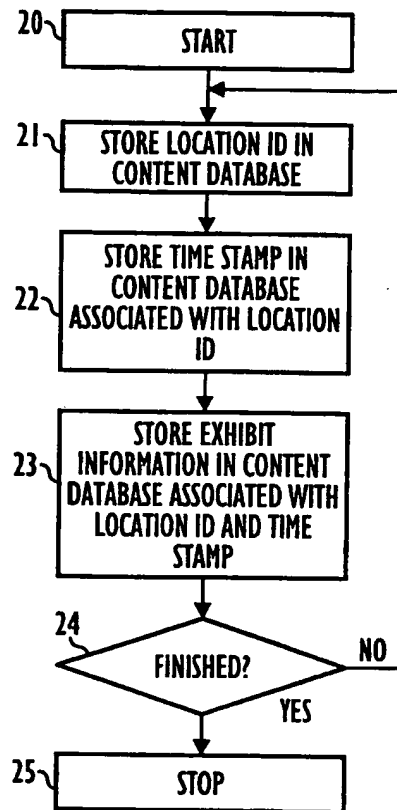 20
START
21
STORE LOCATION ID IN
CONTENT DATABASE
22
STORE TIME STAMP IN
CONTENT DATABASE
ASSOCIATED WITH LOCATION
ID
23
STORE EXHIBIT
INFORMATION IN CONTENT
DATABASE ASSOCIATED WITH
LOCATION ID AND TIME
STAMP
24
FINISHED?
NO
YES
25
STOP